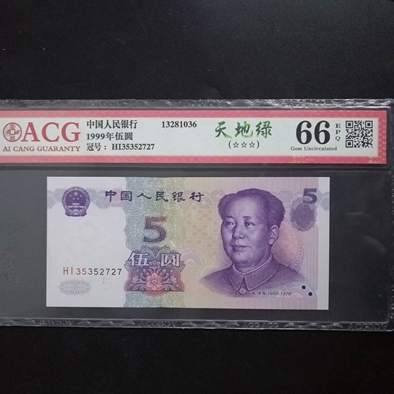 ACG
AI CANG GUARANTY
中国人民银行 13281036
1999年伍圆
冠号：HI35352727
天地绿
(☆☆☆)
66 EPQ
Gem Uncirculated
中国人民银行
5
5
伍圆
HI35352727